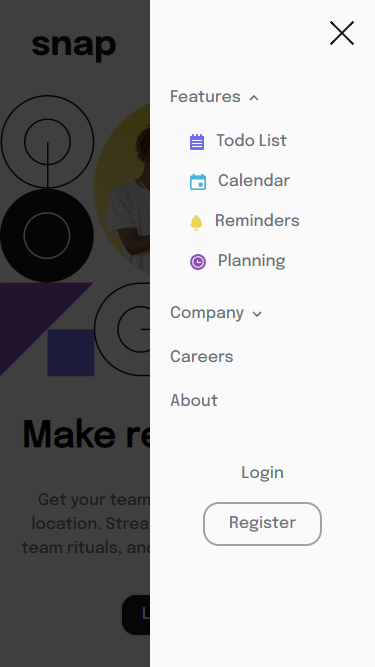 snap
Features
Todo List
Calendar
Reminders
Planning
Company
Careers
About
Login
Register
Make re
Get your team
location. Strea
team rituals, and
L